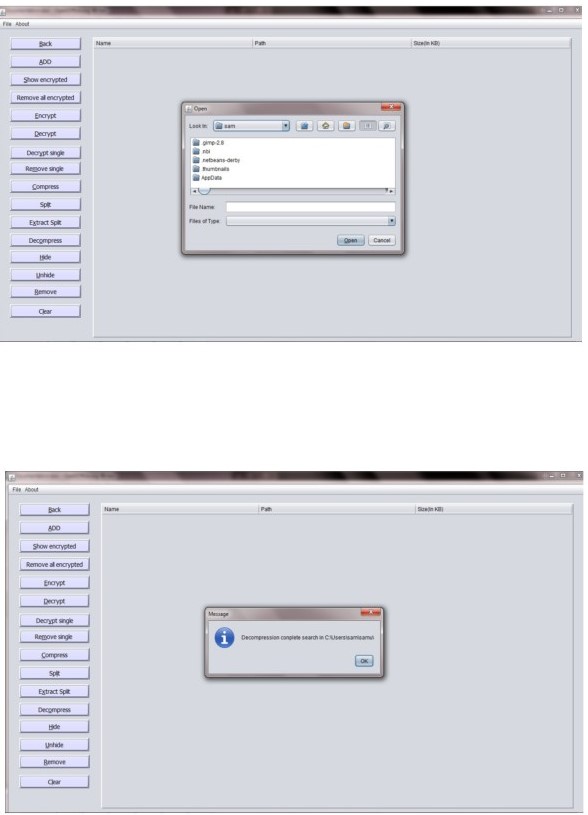 File About
Back
Name Path Size(In KB)
ADD
Show encrypted
Remove all encrypted
Encrypt
Decrypt
Decrypt single
Remove single
Compress
Split
Extract Split
Decompress
Hide
Unhide
Remove
Clear
Open
Look In: sam
.gimp-2.8
.nbi
.netbeans-derby
.thumbnails
AppData
File Name:
Files of Type:
Open Cancel
File About
Back
Name Path Size(In KB)
ADD
Show encrypted
Remove all encrypted
Encrypt
Decrypt
Decrypt single
Remove single
Compress
Split
Extract Split
Decompress
Hide
Unhide
Remove
Clear
Message
Decompression complete search in
OK